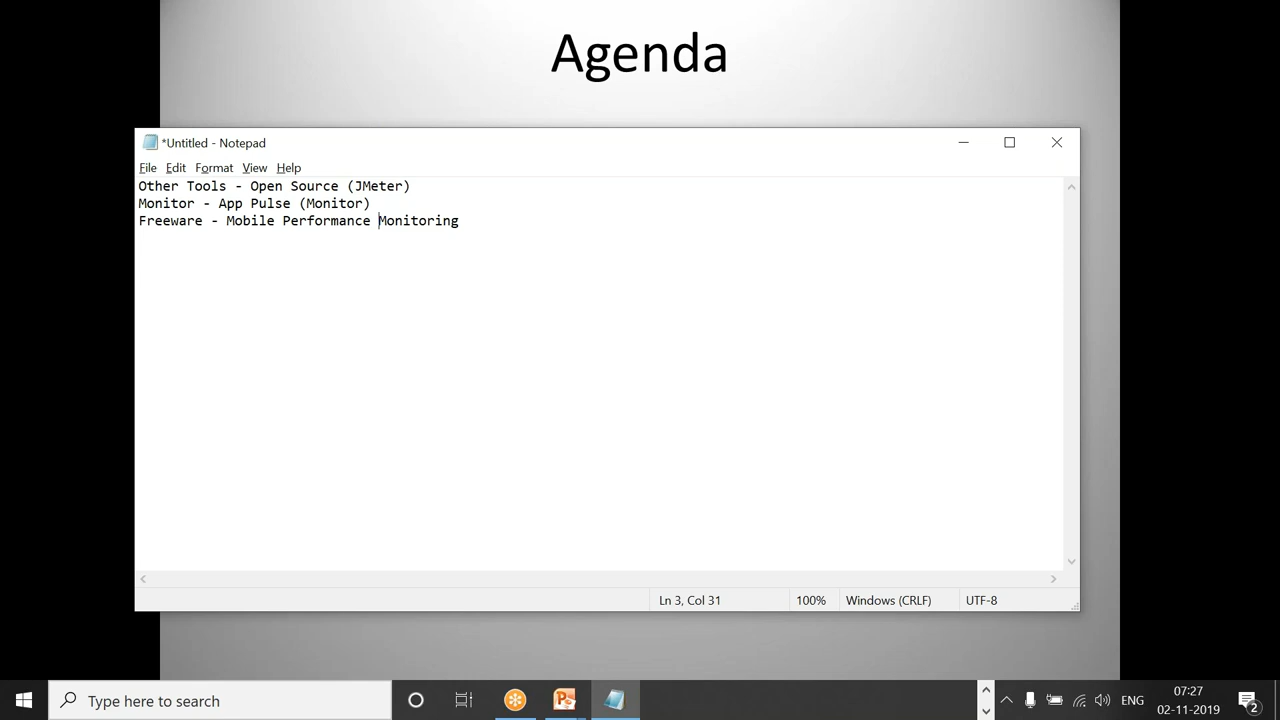 Agenda
*Untitled - Notepad
File Edit Format View Help
Other Tools - Open Source (JMeter)
Monitor - App Pulse (Monitor)
Freeware - Mobile Performance Monitoring
Ln 3, Col 31 100% Windows (CRLF) UTF-8
Type here to search
ENG
07:27
02-11-2019
2